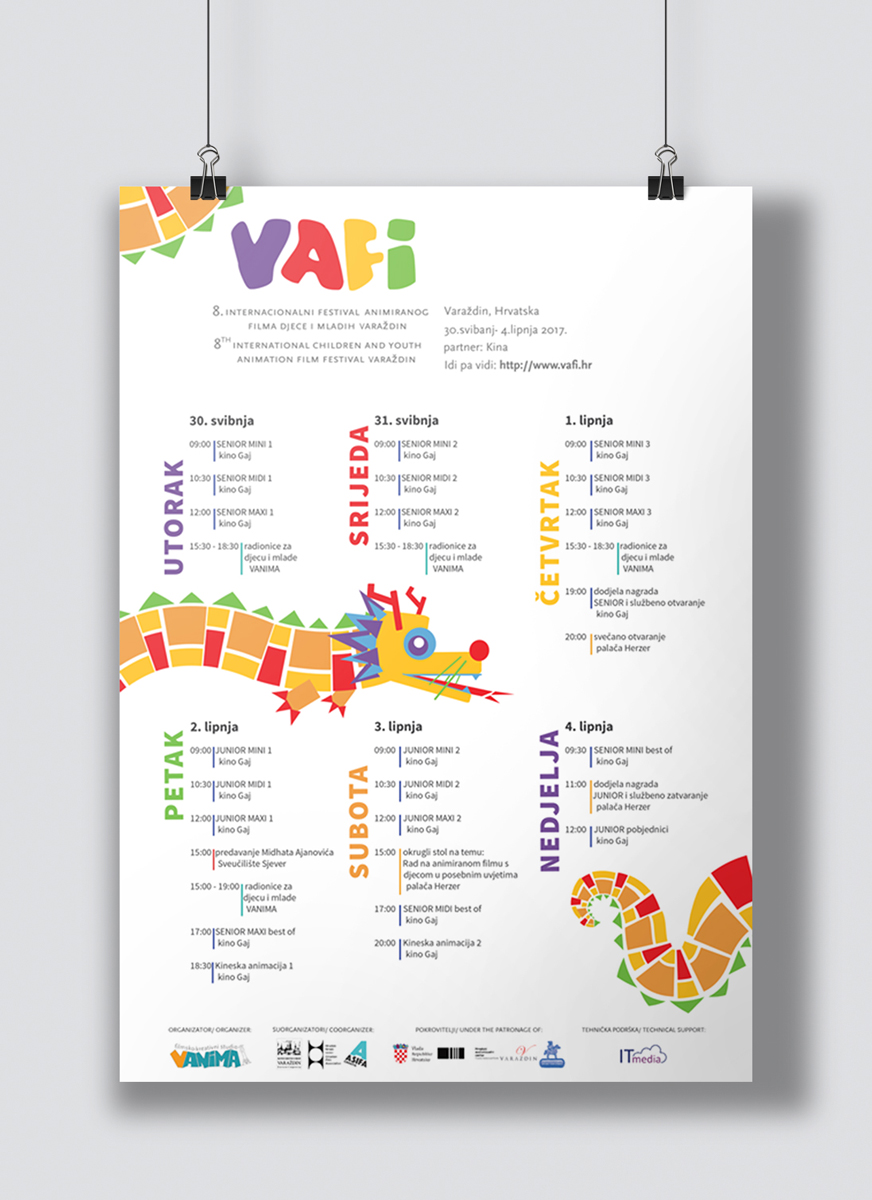 VAFi
8. INTERNACIONALNI FESTIVAL ANIMIRANOG
FILMA DJECE I MLADIH VARAŽDIN
8TH INTERNATIONAL CHILDREN AND YOUTH
ANIMATION FILM FESTIVAL VARAŽDIN
Varaždin, Hrvatska
30.svibanj- 4.lipnja 2017.
partner: Kina
Idi pa vidi: http://www.vafi.hr
UTORAK
30. svibnja
09:00 SENIOR MINI 1
kino Gaj
10:30 SENIOR MIDI 1
kino Gaj
12:00 SENIOR MAXI 1
kino Gaj
15:30 - 18:30 radionice za
djecu i mlade
VANIMA
SRIJEDA
31. svibnja
09:00 SENIOR MINI 2
kino Gaj
10:30 SENIOR MIDI 2
kino Gaj
12:00 SENIOR MAXI 2
kino Gaj
15:30 - 18:30 radionice za
djecu i mlade
VANIMA
ČETVRTAK
1. lipnja
09:00 SENIOR MINI 3
kino Gaj
10:30 SENIOR MIDI 3
kino Gaj
12:00 SENIOR MAXI 3
kino Gaj
15:30 - 18:30 radionice za
djecu i mlade
VANIMA
19:00 dodjela nagrada
SENIOR i službeno otvaranje
kino Gaj
20:00 svečano otvaranje
palača Herzer
PETAK
2. lipnja
09:00 JUNIOR MINI 1
kino Gaj
10:30 JUNIOR MIDI 1
kino Gaj
12:00 JUNIOR MAXI 1
kino Gaj
15:00 predavanje Midhata Ajanovića
Sveučilište Sjever
15:00 - 19:00 radionice za
djecu i mlade
VANIMA
17:00 SENIOR MAXI best of
kino Gaj
18:30 Kineska animacija 1
kino Gaj
SUBOTA
3. lipnja
09:00 JUNIOR MINI 2
kino Gaj
10:30 JUNIOR MIDI 2
kino Gaj
12:00 JUNIOR MAXI 2
kino Gaj
15:00 okrugli stol na temu:
Rad na animiranom filmu s
djecom u posebnim uvjetima
palača Herzer
17:00 SENIOR MIDI best of
kino Gaj
20:00 Kineska animacija 2
kino Gaj
NEDJELJA
4. lipnja
09:30 SENIOR MINI best of
kino Gaj
11:00 dodjela nagrada
JUNIOR i službeno zatvaranje
palača Herzer
12:00 JUNIOR pobjednici
kino Gaj
ORGANIZATOR/ ORGANIZER:
SUORGANIZATOR/ COORGANIZER:
POKROVITELJI/ UNDER THE PATRONAGE OF:
TEHNIČKA PODRŠKA/ TECHNICAL SUPPORT:
VANIMA
VARAŽDIN
ASIFA
Vlada
Republike
Hrvatske
VARAŽDIN
ITmedia